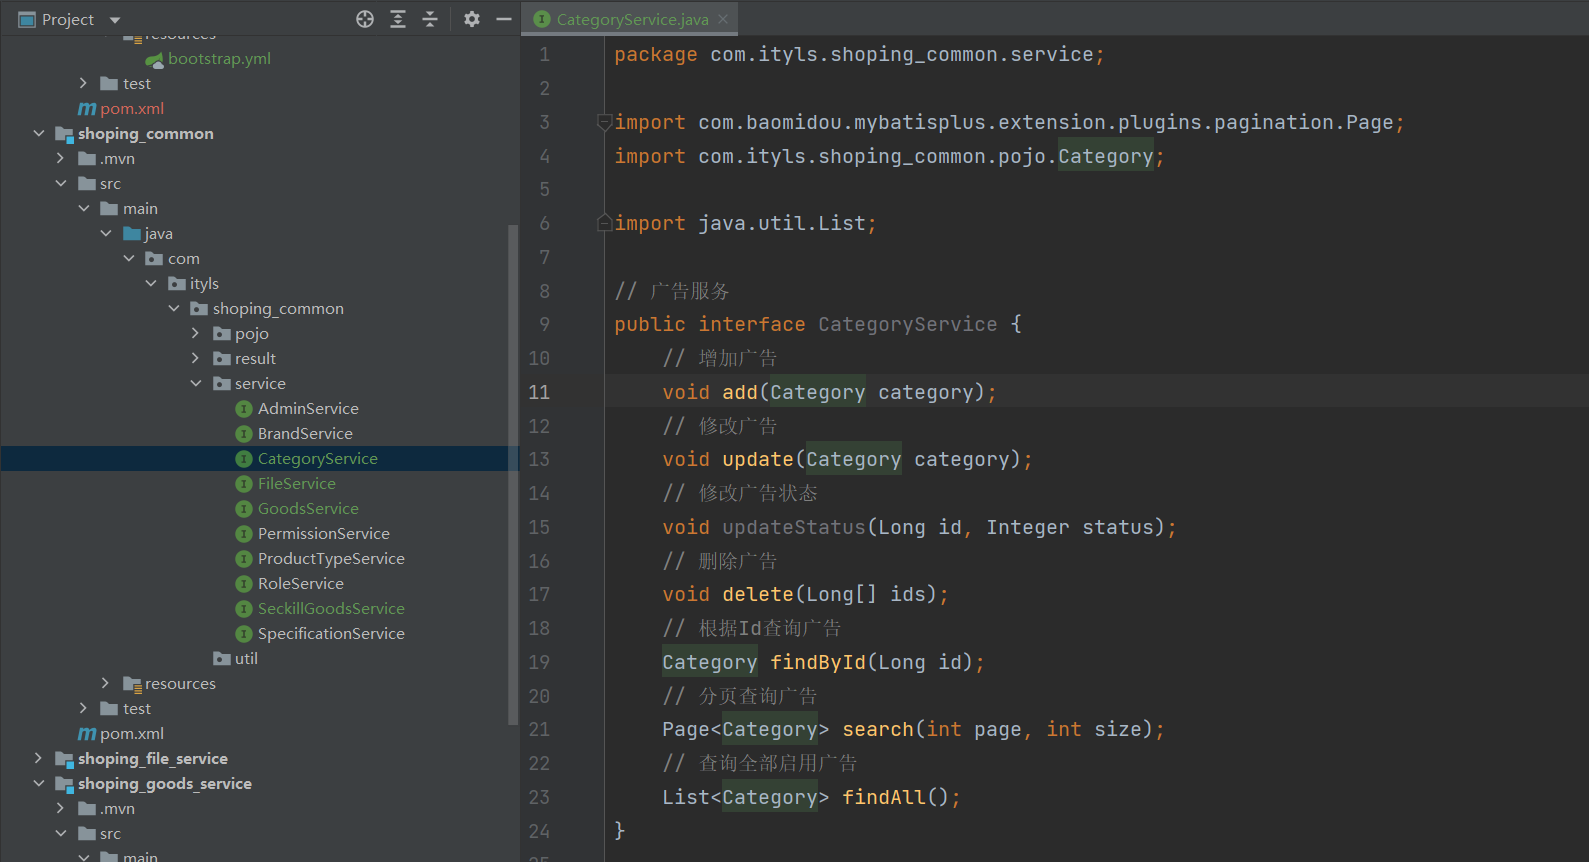 Project
CategoryService.java
resources
bootstrap.yml
test
pom.xml
shoping_common
.mvn
src
main
java
com
ityls
shoping_common
pojo
result
service
AdminService
BrandService
CategoryService
FileService
GoodsService
PermissionService
ProductTypeService
RoleService
SeckillGoodsService
SpecificationService
util
resources
test
pom.xml
shoping_file_service
shoping_goods_service
.mvn
src
main
1 package com.ityls.shoping_common.service;
2
3 import com.baomidou.mybatisplus.extension.plugins.pagination.Page;
4 import com.ityls.shoping_common.pojo.Category;
5
6 import java.util.List;
7
8 // 广告服务
9 public interface CategoryService {
10 // 增加广告
11 void add(Category category);
12 // 修改广告
13 void update(Category category);
14 // 修改广告状态
15 void updateStatus(Long id, Integer status);
16 // 删除广告
17 void delete(Long[] ids);
18 // 根据Id查询广告
19 Category findById(Long id);
20 // 分页查询广告
21 Page<Category> search(int page, int size);
22 // 查询全部启用广告
23 List<Category> findAll();
24 }